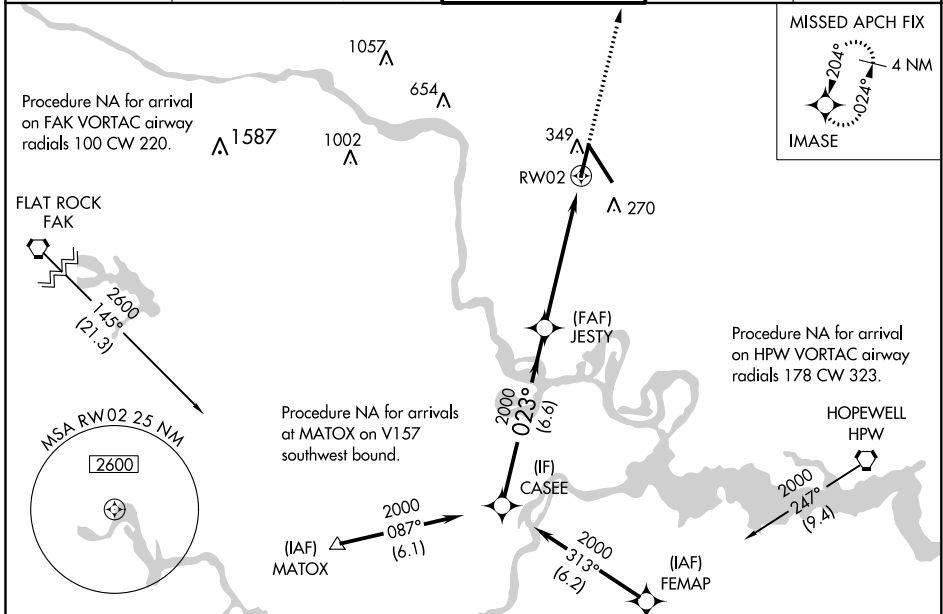 MISSED APCH FIX
204°
4 NM
024°
IMASE
1057
654
Procedure NA for arrival
on FAK VORTAC airway
radials 100 CW 220.
1587
1002
349
RW02
270
FLAT ROCK
FAK
2600
145°
(21.3)
(FAF)
JESTY
Procedure NA for arrival
on HPW VORTAC airway
radials 178 CW 323.
2000
023°
(6.6)
Procedure NA for arrivals
at MATOX on V157
southwest bound.
HOPEWELL
HPW
MSA RW02 25 NM
2600
(IF)
CASEE
2000
247°
(9.4)
2000
087°
(6.1)
(IAF)
MATOX
2000
313°
(6.2)
(IAF)
FEMAP